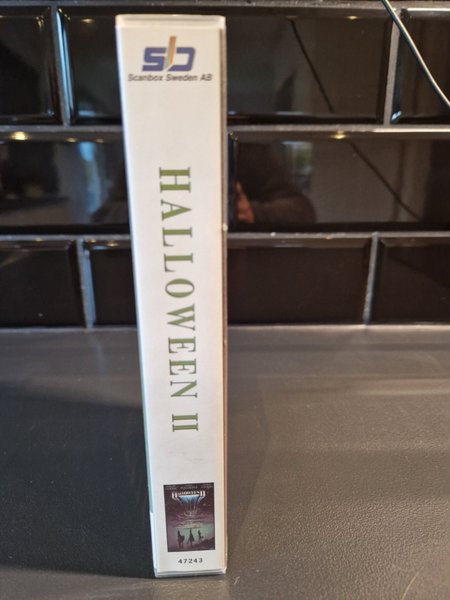 sb
Scanbox Sweden AB
HALLOWEEN II
47243